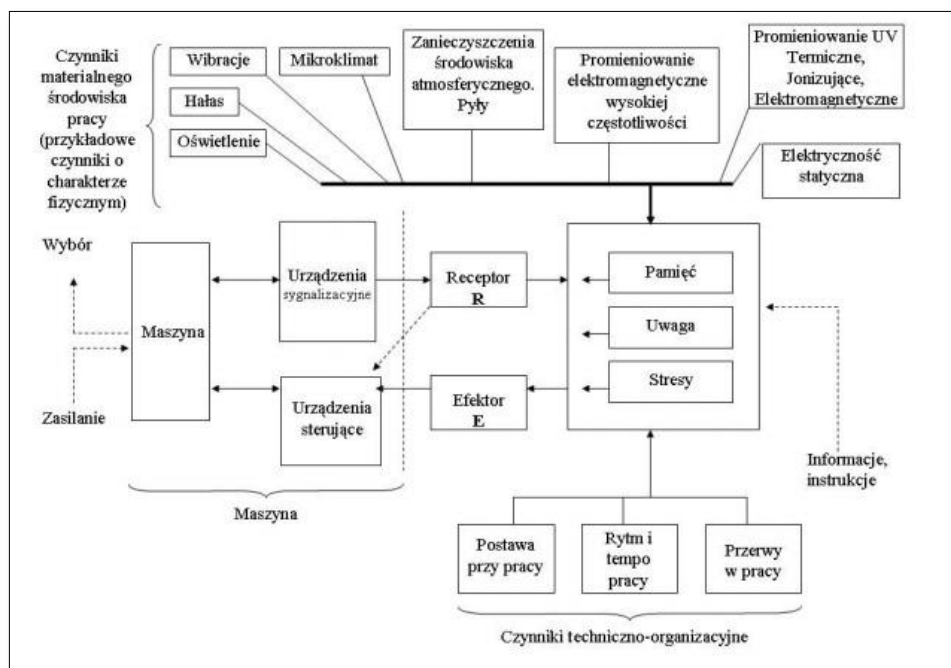 Czynniki
materialnego
środowiska
pracy
(przykładowe
czynniki o
charakterze
fizycznym)
Wibracje
Hałas
Oświetlenie
Mikroklimat
Zanieczyszczenia
środowiska
atmosferycznego.
Pyły
Promieniowanie
elektromagnetyczne
wysokiej
częstotliwości
Promieniowanie UV
Termiczne,
Jonizujące,
Elektromagnetyczne
Elektryczność
statyczna
Wybór
Zasilanie
Maszyna
Urządzenia
sygnalizacyjne
Urządzenia
sterujące
Receptor
R
Efektor
E
Pamięć
Uwaga
Stresy
Informacje,
instrukcje
Maszyna
Postawa
przy pracy
Rytm i
tempo
pracy
Przerwy
w pracy
Czynniki techniczno-organizacyjne